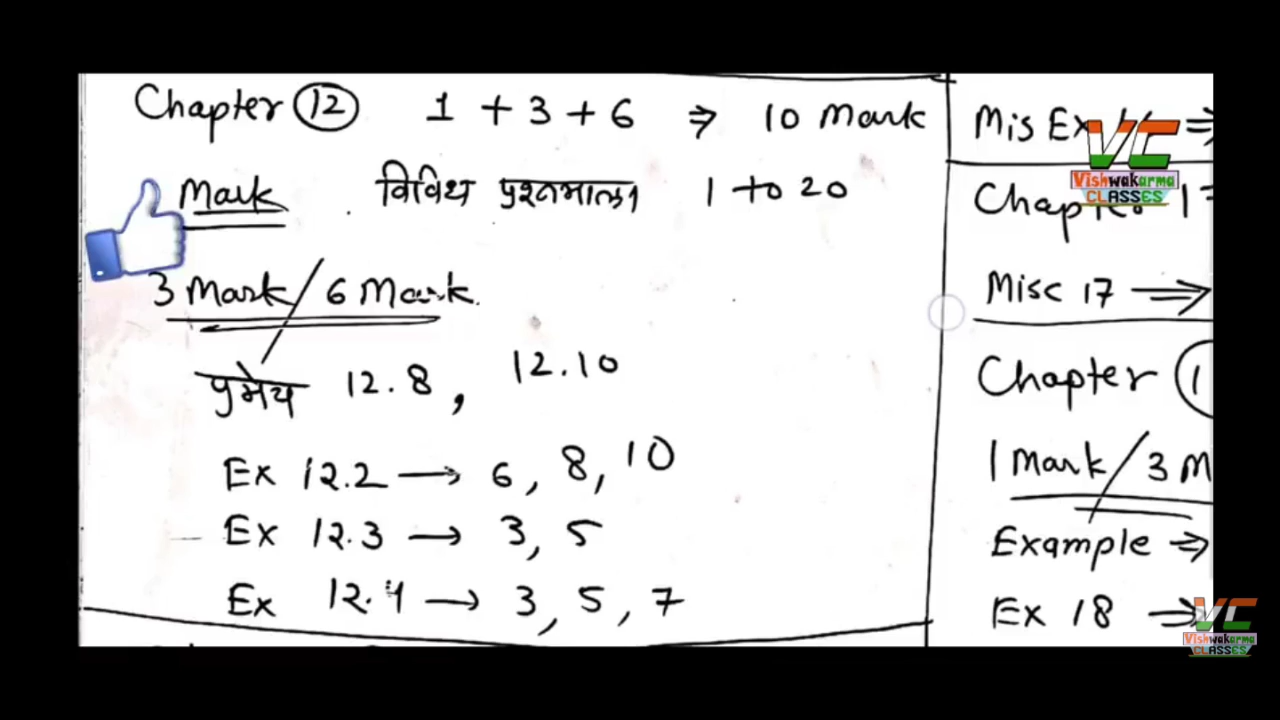 Chapter 12 1 + 3 + 6 ⇒ 10 Mark
Mark विविध प्रश्नमाला 1 to 20
3 Mark / 6 Mark
प्रमेय 12.8, 12.10
Ex 12.2 → 6, 8, 10
Ex 12.3 → 3, 5
Ex 12.4 → 3, 5, 7
Mis Ex ⇒
Chapter
Misc 17 ⇒
Chapter
1 Mark / 3 M
Example ⇒
Ex 18 ⇒
VC
Vishwakarma
CLASSES
VC
Vishwakarma
CLASSES